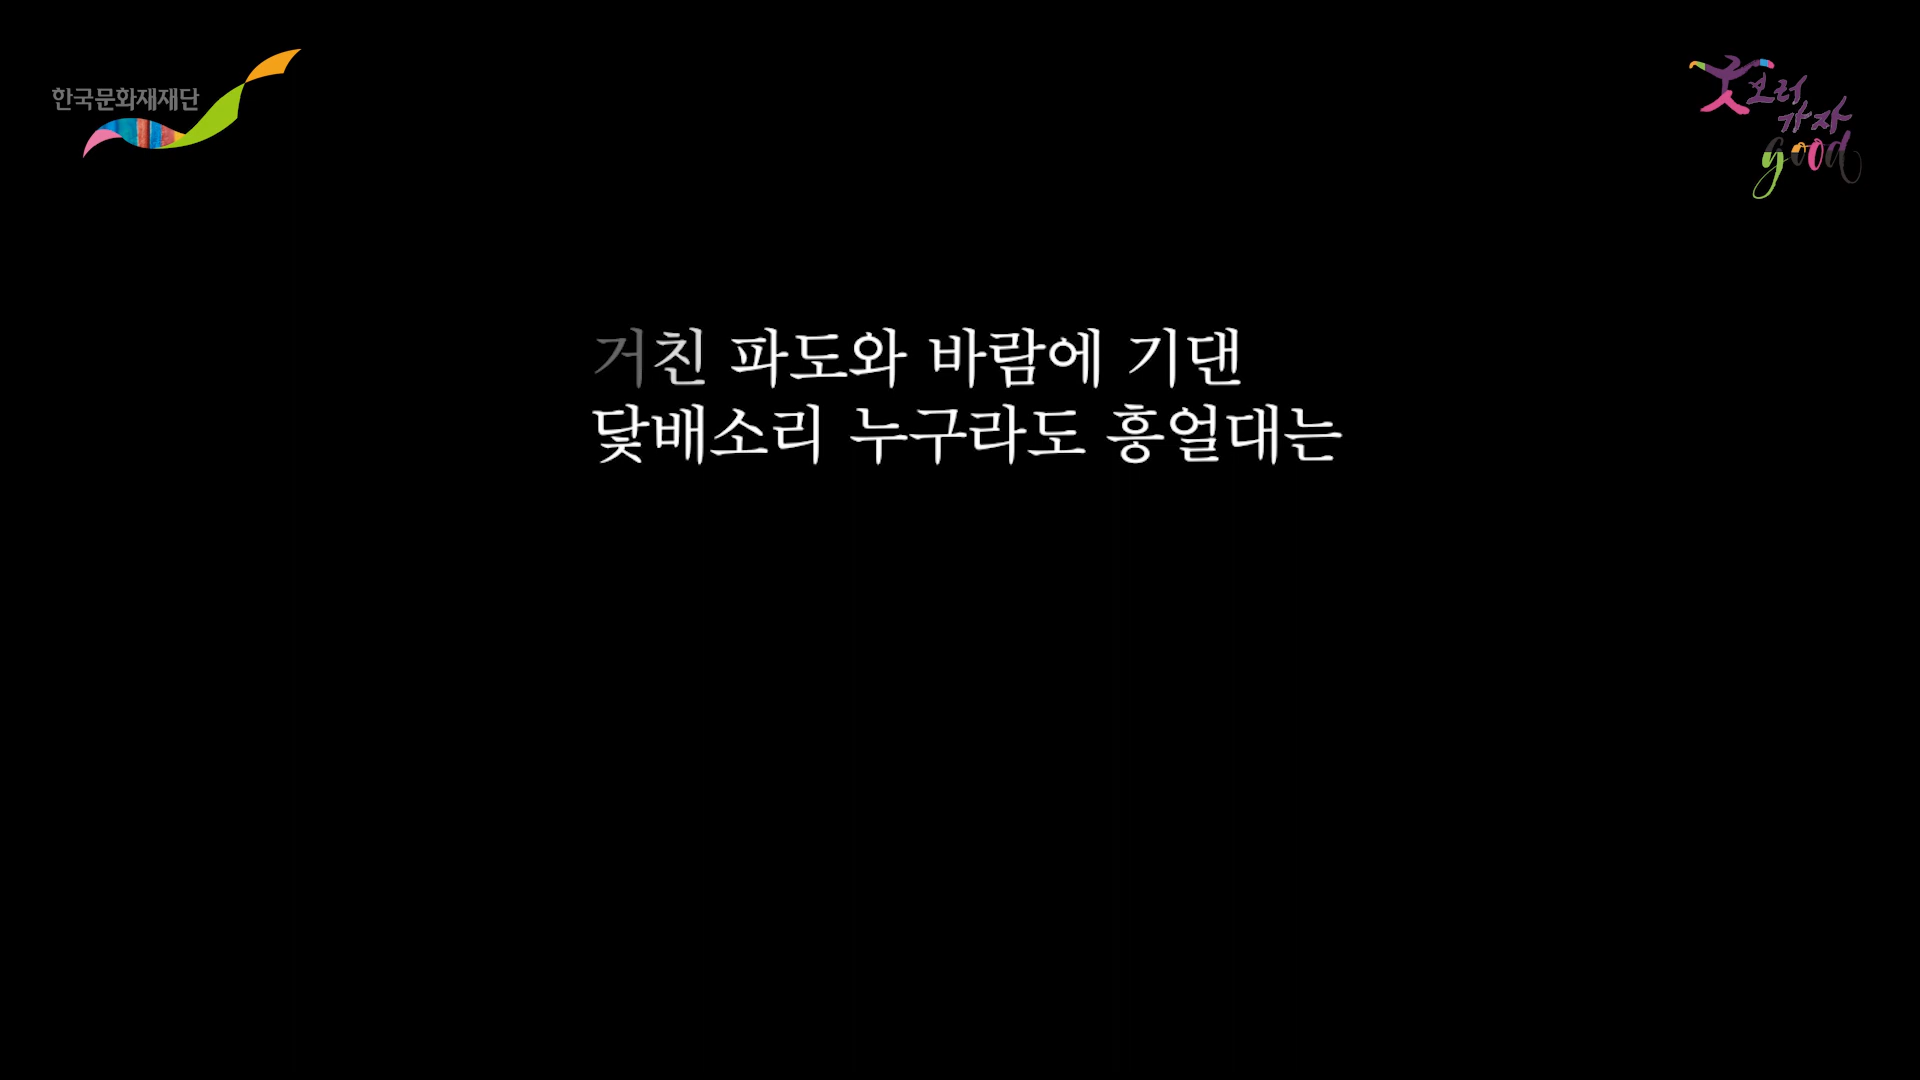 한국문화재재단
굿보러
가자
good
거친 파도와 바람에 기댄
닻배소리 누구라도 흥얼대는